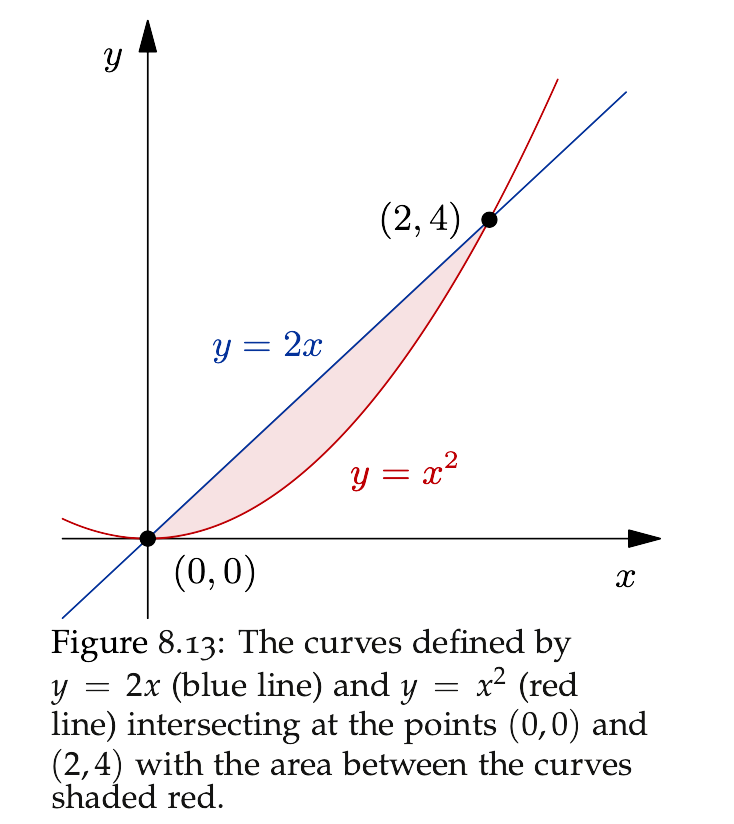 y
(2, 4)
y = 2x
y = x²
(0, 0)
x
Figure 8.13: The curves defined by
y = 2x (blue line) and y = x² (red
line) intersecting at the points (0, 0) and
(2, 4) with the area between the curves
shaded red.